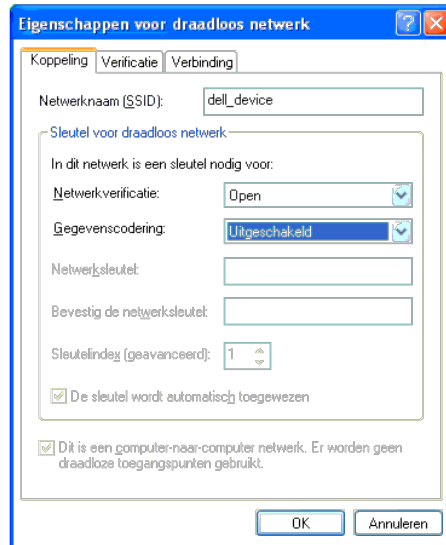 Eigenschappen voor draadloos netwerk
Koppeling Verificatie Verbinding
Netwerknaam (SSID): dell_device
Sleutel voor draadloos netwerk
In dit netwerk is een sleutel nodig voor:
Netwerkverificatie: Open
Gegevenscodering: Uitgeschakeld
Netwerksleutel:
Bevestig de netwerksleutel:
Sleutelindex (geavanceerd): 1
De sleutel wordt automatisch toegewezen
Dit is een computer-naar-computer netwerk. Er worden geen
draadloze toegangspunten gebruikt.
OK Annuleren